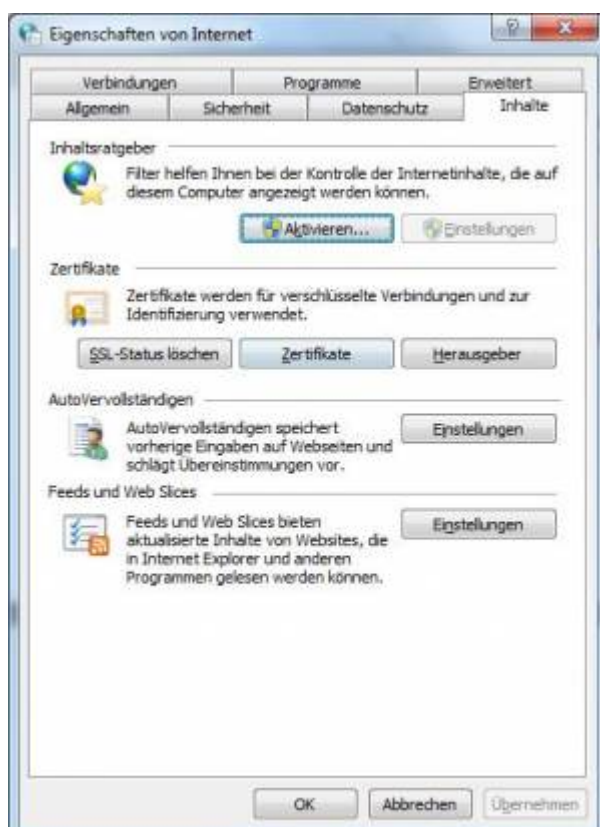 Eigenschaften von Internet
Verbindungen Programme Erweitert
Allgemein Sicherheit Datenschutz Inhalte
Inhaltsratgeber
Filter helfen Ihnen bei der Kontrolle der Internetinhalte, die auf
diesem Computer angezeigt werden können.
Aktivieren... Einstellungen
Zertifikate
Zertifikate werden für verschlüsselte Verbindungen und zur
Identifizierung verwendet.
SSL-Status löschen Zertifikate Herausgeber
AutoVervollständigen
AutoVervollständigen speichert
vorherige Eingaben auf Webseiten und
schlägt Übereinstimmungen vor.
Einstellungen
Feeds und Web Slices
Feeds und Web Slices bieten
aktualisierte Inhalte von Websites, die
in Internet Explorer und anderen
Programmen gelesen werden können.
Einstellungen
OK Abbrechen Übernehmen